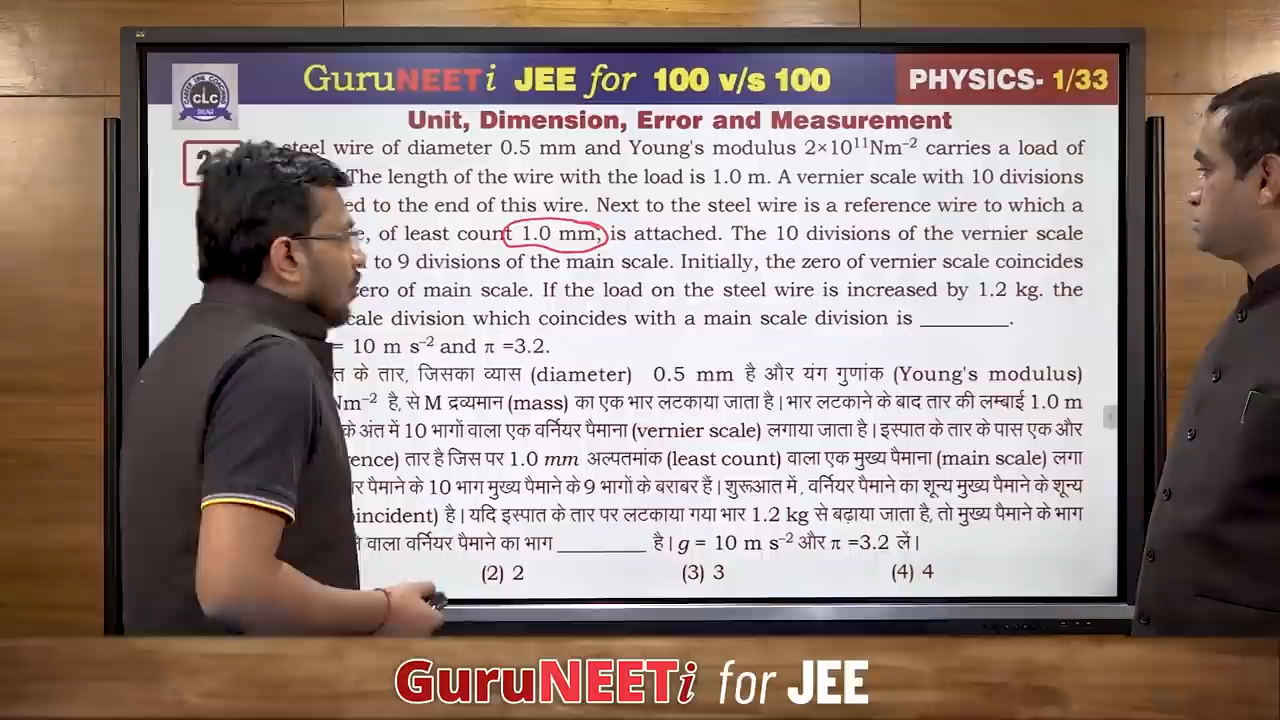 GuruNEETi JEE for 100 v/s 100 PHYSICS- 1/33
CLC
Unit, Dimension, Error and Measurement
steel wire of diameter 0.5 mm and Young's modulus 2×10¹¹Nm⁻² carries a load of
The length of the wire with the load is 1.0 m. A vernier scale with 10 divisions
ed to the end of this wire. Next to the steel wire is a reference wire to which a
, of least count 1.0 mm, is attached. The 10 divisions of the vernier scale
to 9 divisions of the main scale. Initially, the zero of vernier scale coincides
zero of main scale. If the load on the steel wire is increased by 1.2 kg. the
cale division which coincides with a main scale division is ________.
= 10 m s⁻² and π =3.2.
त के तार, जिसका व्यास (diameter) 0.5 mm है और यंग गुणांक (Young's modulus)
Nm⁻² है, से M द्रव्यमान (mass) का एक भार लटकाया जाता है। भार लटकाने के बाद तार की लम्बाई 1.0 m
के अंत में 10 भागों वाला एक वर्नियर पैमाना (vernier scale) लगाया जाता है। इस्पात के तार के पास एक और
ence) तार है जिस पर 1.0 mm अल्पतमांक (least count) वाला एक मुख्य पैमाना (main scale) लगा
र पैमाने के 10 भाग मुख्य पैमाने के 9 भागों के बराबर हैं। शुरूआत में, वर्नियर पैमाने का शून्य मुख्य पैमाने के शून्य
incident) है। यदि इस्पात के तार पर लटकाया गया भार 1.2 kg से बढ़ाया जाता है, तो मुख्य पैमाने के भाग
ने वाला वर्नियर पैमाने का भाग ________ है। g = 10 m s⁻² और π =3.2 लें।
(2) 2 (3) 3 (4) 4
GuruNEETi for JEE